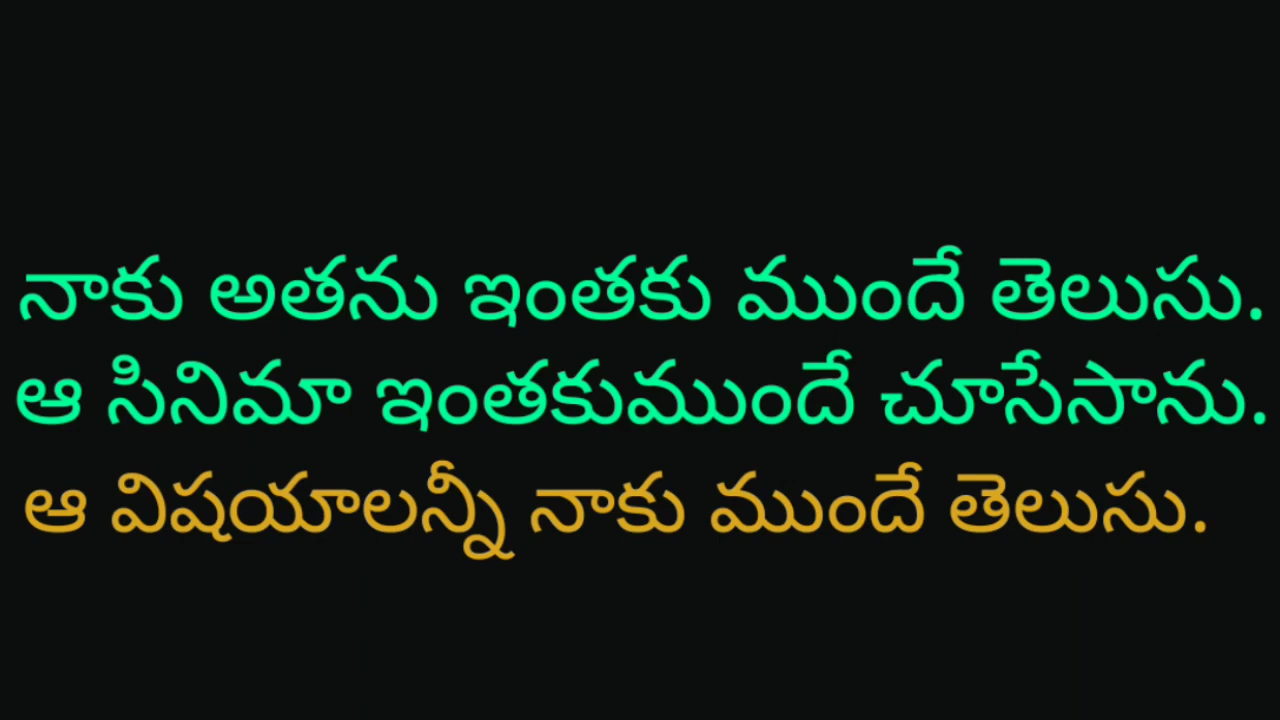 నాకు అతను ఇంతకు ముందే తెలుసు.
ఆ సినిమా ఇంతకుముందే చూసేసాను.
ఆ విషయాలన్నీ నాకు ముందే తెలుసు.